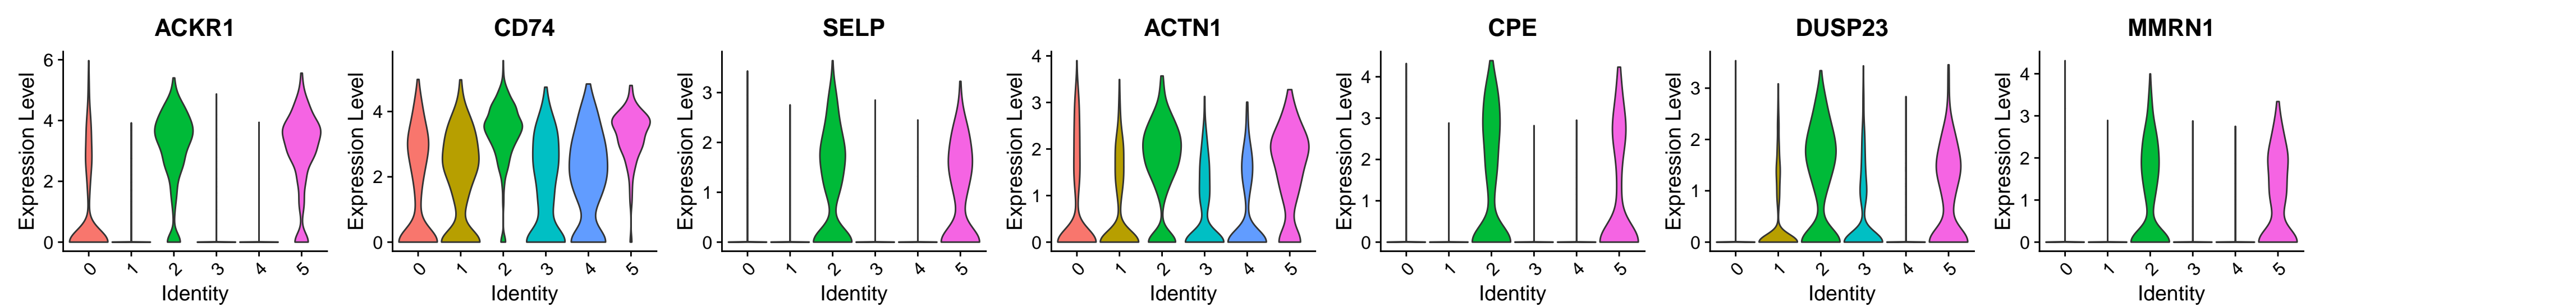 ACKR1
Expression Level
6
4
2
0
0 1 2 3 4 5
Identity
CD74
Expression Level
4
2
0
0 1 2 3 4 5
Identity
SELP
Expression Level
3
2
1
0
0 1 2 3 4 5
Identity
ACTN1
Expression Level
4
3
2
1
0
0 1 2 3 4 5
Identity
CPE
Expression Level
4
3
2
1
0
0 1 2 3 4 5
Identity
DUSP23
Expression Level
3
2
1
0
0 1 2 3 4 5
Identity
MMRN1
Expression Level
4
3
2
1
0
0 1 2 3 4 5
Identity